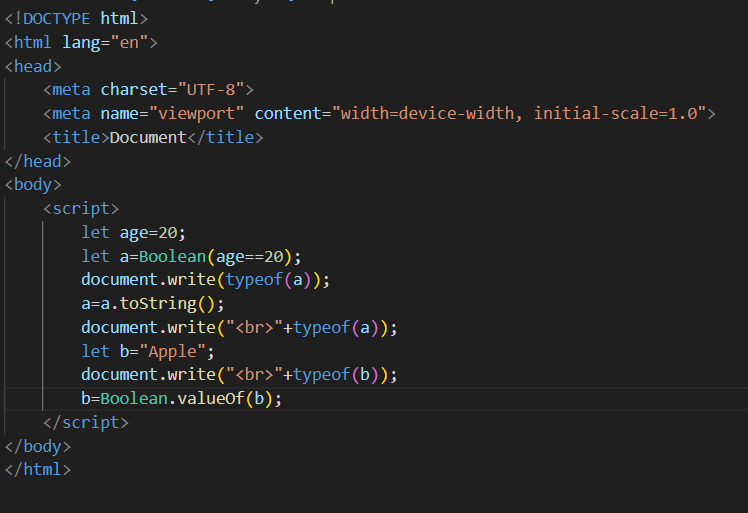 <!DOCTYPE html>
<html lang="en">
<head>
    <meta charset="UTF-8">
    <meta name="viewport" content="width=device-width, initial-scale=1.0">
    <title>Document</title>
</head>
<body>
    <script>
        let age=20;
        let a=Boolean(age==20);
        document.write(typeof(a));
        a=a.toString();
        document.write("<br>"+typeof(a));
        let b="Apple";
        document.write("<br>"+typeof(b));
        b=Boolean.valueOf(b);
    </script>
</body>
</html>